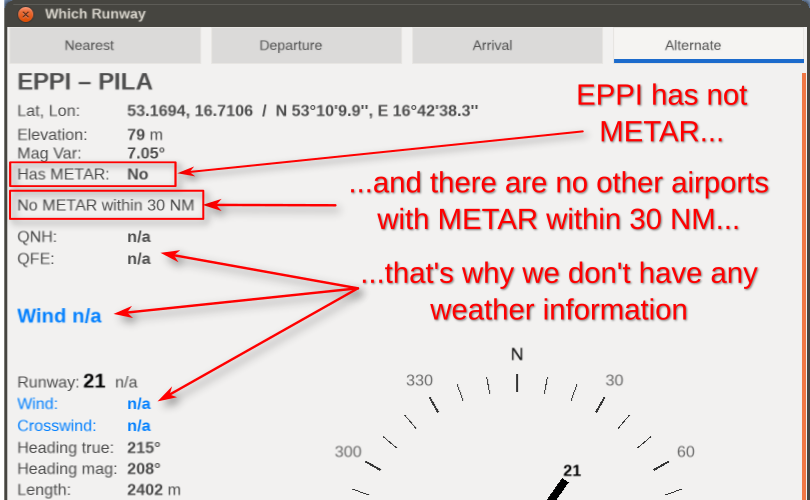 Which Runway
Nearest Departure Arrival Alternate
EPPI – PILA
Lat, Lon: 53.1694, 16.7106 / N 53°10'9.9'', E 16°42'38.3''
Elevation: 79 m
Mag Var: 7.05°
Has METAR: No
No METAR within 30 NM
QNH: n/a
QFE: n/a
Wind n/a
Runway: 21 n/a
Wind: n/a
Crosswind: n/a
Heading true: 215°
Heading mag: 208°
Length: 2402 m
EPPI has not
METAR...
...and there are no other airports
with METAR within 30 NM...
...that's why we don't have any
weather information
N
330 30
300 60
21